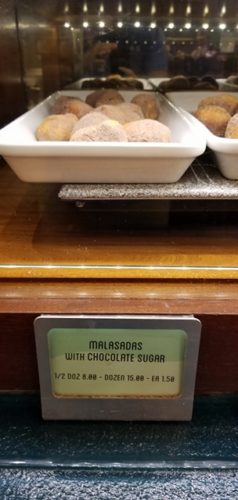 MALASADAS
WITH CHOCOLATE SUGAR
1/2 DOZ 8.00 - DOZEN 15.00 - EA 1.50